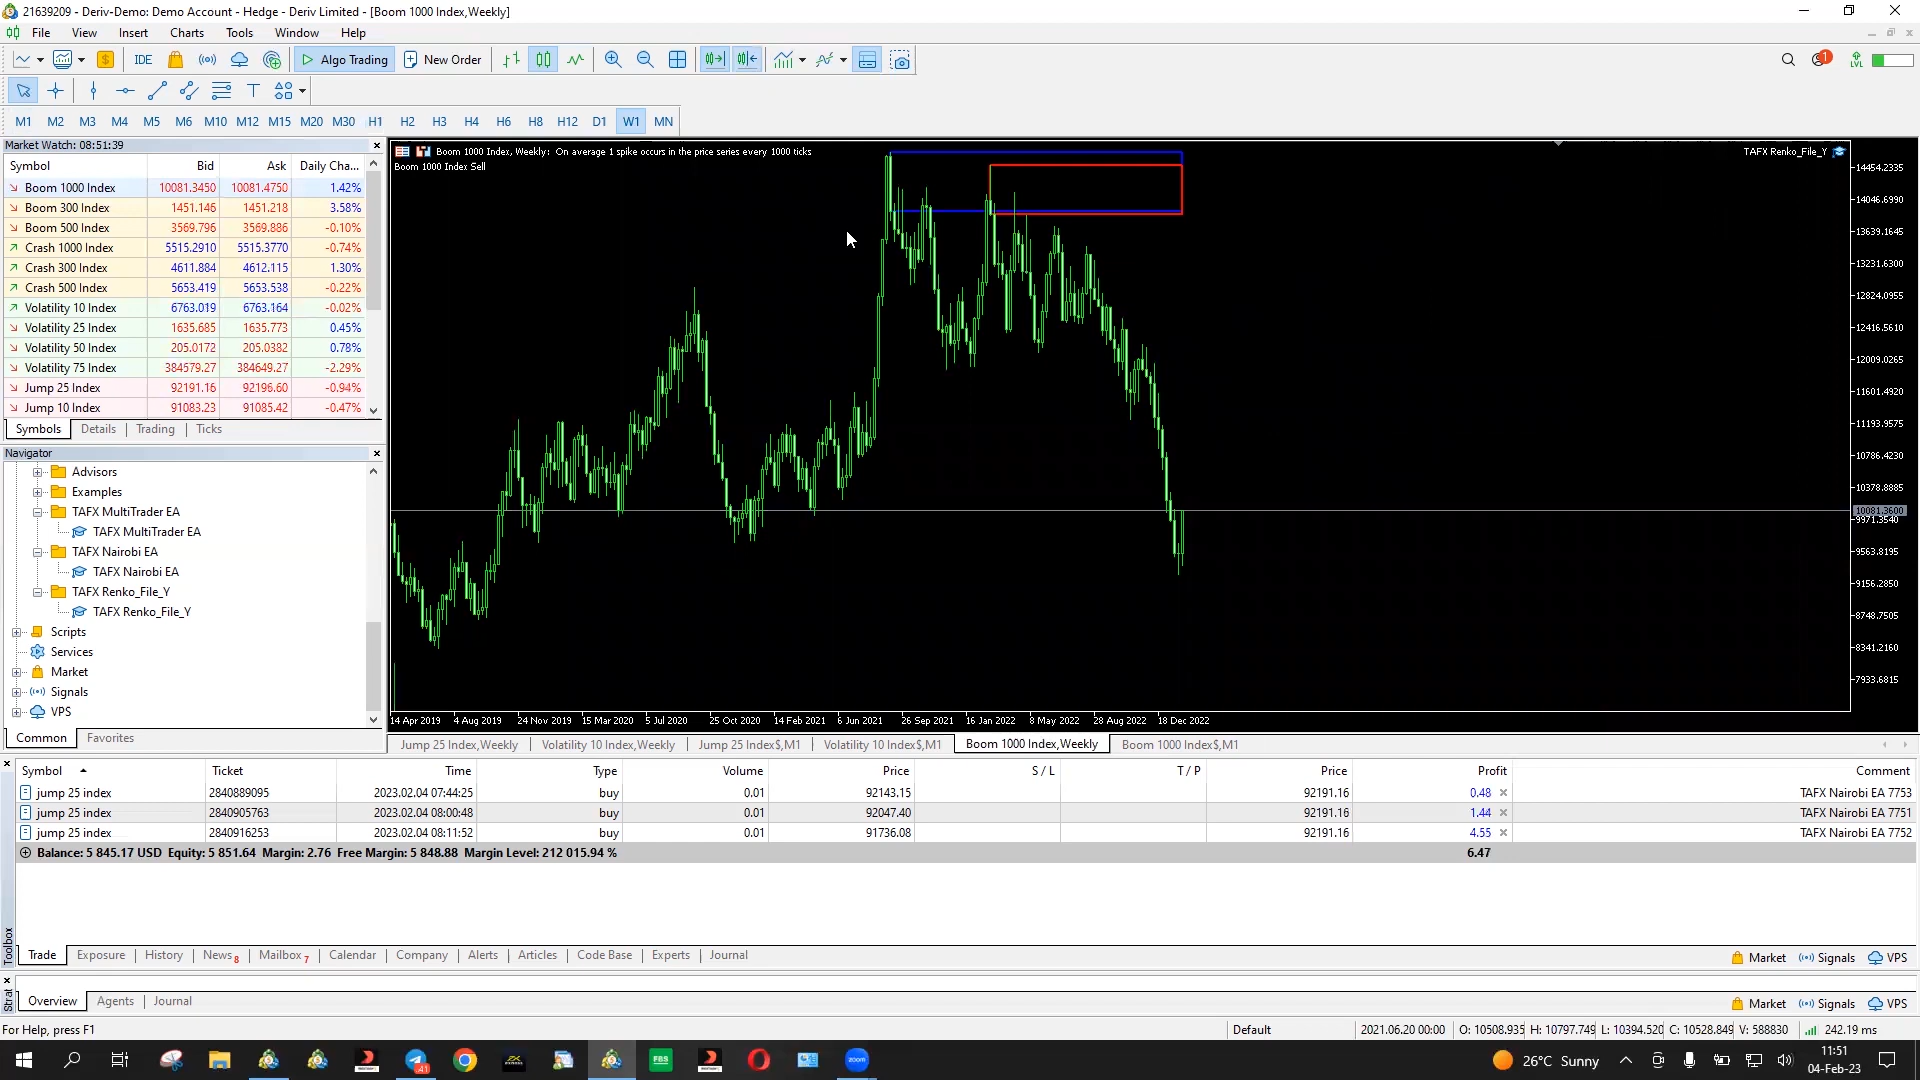 21639209 - Deriv-Demo: Demo Account - Hedge - Deriv Limited - [Boom 1000 Index,Weekly]
File View Insert Charts Tools Window Help
IDE Algo Trading New Order 1 LVL
M1 M2 M3 M4 M5 M6 M10 M12 M15 M20 M30 H1 H2 H3 H4 H6 H8 H12 D1 W1 MN
Market Watch: 08:51:39
Symbol Bid Ask Daily Cha...
Boom 1000 Index 10081.3450 10081.4750 1.42%
Boom 300 Index 1451.146 1451.218 3.58%
Boom 500 Index 3569.796 3569.886 -0.10%
Crash 1000 Index 5515.2910 5515.3770 -0.74%
Crash 300 Index 4611.884 4612.115 1.30%
Crash 500 Index 5653.419 5653.538 -0.22%
Volatility 10 Index 6763.019 6763.164 -0.02%
Volatility 25 Index 1635.685 1635.773 0.45%
Volatility 50 Index 205.0172 205.0382 0.78%
Volatility 75 Index 384579.27 384649.27 -2.29%
Jump 25 Index 92191.16 92196.60 -0.94%
Jump 10 Index 91083.23 91085.42 -0.47%
Symbols Details Trading Ticks
Navigator
Advisors
Examples
TAFX MultiTrader EA
TAFX MultiTrader EA
TAFX Nairobi EA
TAFX Nairobi EA
TAFX Renko_File_Y
TAFX Renko_File_Y
Scripts
Services
Market
Signals
VPS
Common Favorites
Boom 1000 Index, Weekly: On average 1 spike occurs in the price series every 1000 ticks
Boom 1000 Index Sell
TAFX Renko_File_Y
14454.2335
14046.6990
13639.1645
13231.6300
12824.0955
12416.5610
12009.0265
11601.4920
11193.9575
10786.4230
10378.8885
10081.3600
9971.3540
9563.8195
9156.2850
8748.7505
8341.2160
7933.6815
14 Apr 2019 4 Aug 2019 24 Nov 2019 15 Mar 2020 5 Jul 2020 25 Oct 2020 14 Feb 2021 6 Jun 2021 26 Sep 2021 16 Jan 2022 8 May 2022 28 Aug 2022 18 Dec 2022
Jump 25 Index,Weekly Volatility 10 Index,Weekly Jump 25 Index$,M1 Volatility 10 Index$,M1 Boom 1000 Index,Weekly Boom 1000 Index$,M1
Symbol Ticket Time Type Volume Price S / L T / P Price Profit Comment
jump 25 index 2840889095 2023.02.04 07:44:25 buy 0.01 92143.15 92191.16 0.48 TAFX Nairobi EA 7753
jump 25 index 2840905763 2023.02.04 08:00:48 buy 0.01 92047.40 92191.16 1.44 TAFX Nairobi EA 7751
jump 25 index 2840916253 2023.02.04 08:11:52 buy 0.01 91736.08 92191.16 4.55 TAFX Nairobi EA 7752
Balance: 5 845.17 USD Equity: 5 851.64 Margin: 2.76 Free Margin: 5 848.88 Margin Level: 212 015.94 % 6.47
Toolbox
Trade Exposure History News 8 Mailbox 7 Calendar Company Alerts Articles Code Base Experts Journal Market Signals VPS
Strat
Overview Agents Journal Market Signals VPS
For Help, press F1 Default 2021.06.20 00:00 O: 10508.935 H: 10797.749 L: 10394.520 C: 10528.849 V: 588830 242.19 ms
41 FBS zoom 26°C Sunny 11:51
04-Feb-23